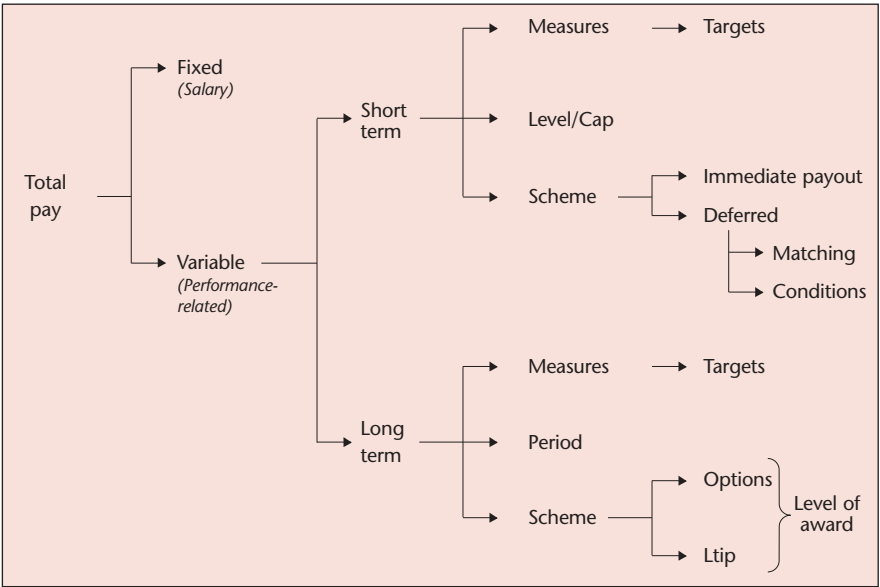 Total
pay
Fixed
(Salary)
Variable
(Performance-
related)
Short
term
Measures
Targets
Level/Cap
Scheme
Immediate payout
Deferred
Matching
Conditions
Long
term
Measures
Targets
Period
Scheme
Options
Ltip
Level of
award